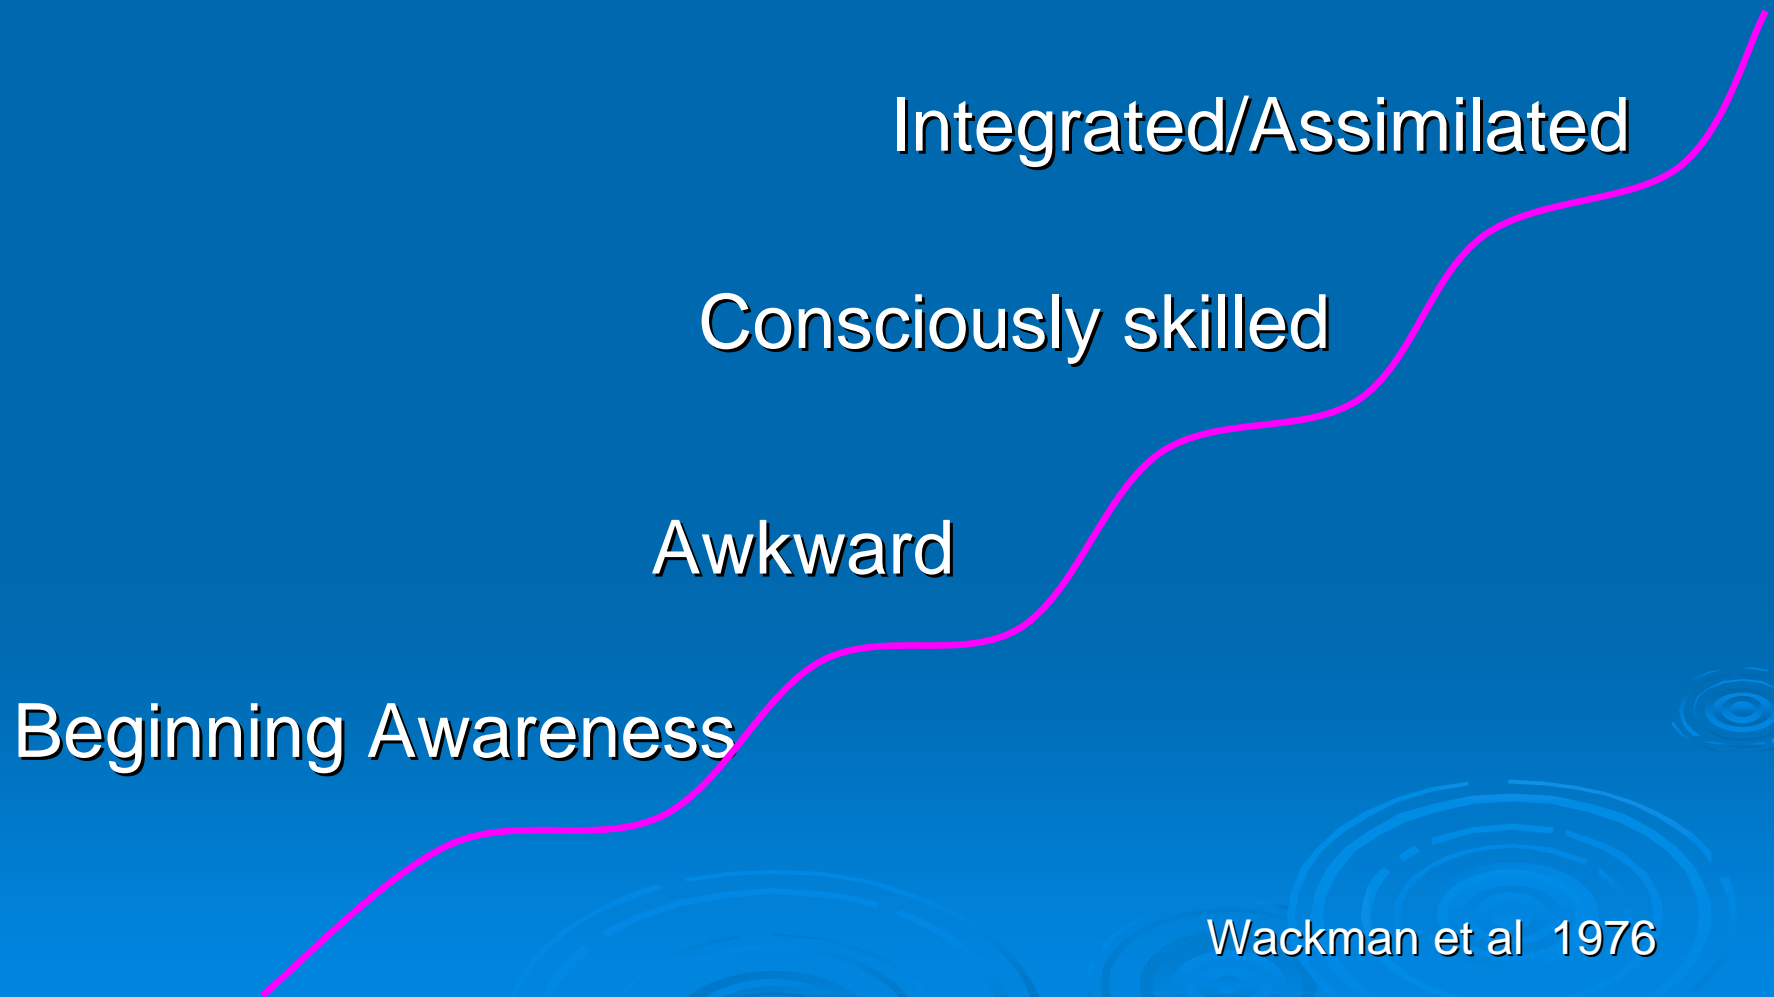 Integrated/Assimilated
Consciously skilled
Awkward
Beginning Awareness
Wackman et al  1976